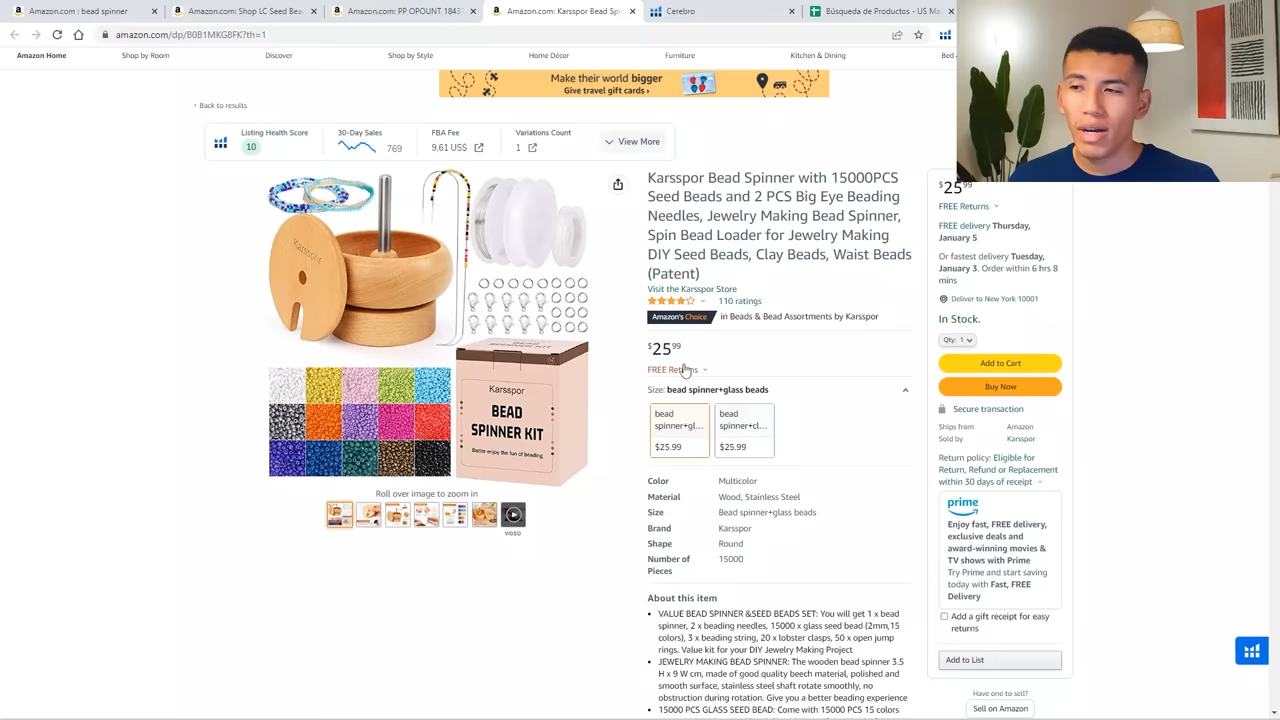 Amazon.com : bead spinner
Amazon.com: Shop LC Seed Bea
Amazon.com: PP OPOUNT 1843
Amazon.com: Karsspor Bead Spi
Cerebro
Búsqueda de Productos - US Ma
amazon.com/dp/B0B1MKG8FK?th=1
Amazon Home
Shop by Room
Discover
Shop by Style
Home Décor
Furniture
Kitchen & Dining
Bed
Make their world bigger
Give travel gift cards ›
‹ Back to results
Listing Health Score
10
30-Day Sales
769
FBA Fee
9,61 US$
Variations Count
1
View More
Karsspor Bead Spinner with 15000PCS
Seed Beads and 2 PCS Big Eye Beading
Needles, Jewelry Making Bead Spinner,
Spin Bead Loader for Jewelry Making
DIY Seed Beads, Clay Beads, Waist Beads
(Patent)
Visit the Karsspor Store
110 ratings
Amazon's Choice in Beads & Bead Assortments by Karsspor
$25 99
FREE Returns
Size: bead spinner+glass beads
bead
spinner+gl...
$25.99
bead
spinner+cl...
$25.99
Color Multicolor
Material Wood, Stainless Steel
Size Bead spinner+glass beads
Brand Karsspor
Shape Round
Number of 15000
Pieces
About this item
• VALUE BEAD SPINNER &SEED BEADS SET: You will get 1 x bead
spinner, 2 x beading needles, 15000 x glass seed bead (2mm,15
colors), 3 x beading string, 20 x lobster clasps, 50 x open jump
rings. Value kit for your DIY Jewelry Making Project
• JEWELRY MAKING BEAD SPINNER: The wooden bead spinner 3.5
H x 9 W cm, made of good quality beech material, polished and
smooth surface, stainless steel shaft rotate smoothly, no
obstruction during rotation. Give you a better beading experience
• 15000 PCS GLASS SEED BEAD: Come with 15000 PCS 15 colors
Karsspor
Karsspor
BEAD
SPINNER KIT
Better enjoy the fun of beading
Roll over image to zoom in
VIDEO
$25 99
FREE Returns
FREE delivery Thursday,
January 5
Or fastest delivery Tuesday,
January 3. Order within 6 hrs 8
mins
Deliver to New York 10001
In Stock.
Qty: 1
Add to Cart
Buy Now
Secure transaction
Ships from Amazon
Sold by Karsspor
Return policy: Eligible for
Return, Refund or Replacement
within 30 days of receipt
prime
Enjoy fast, FREE delivery,
exclusive deals and
award-winning movies &
TV shows with Prime
Try Prime and start saving
today with Fast, FREE
Delivery
Add a gift receipt for easy
returns
Add to List
Have one to sell?
Sell on Amazon